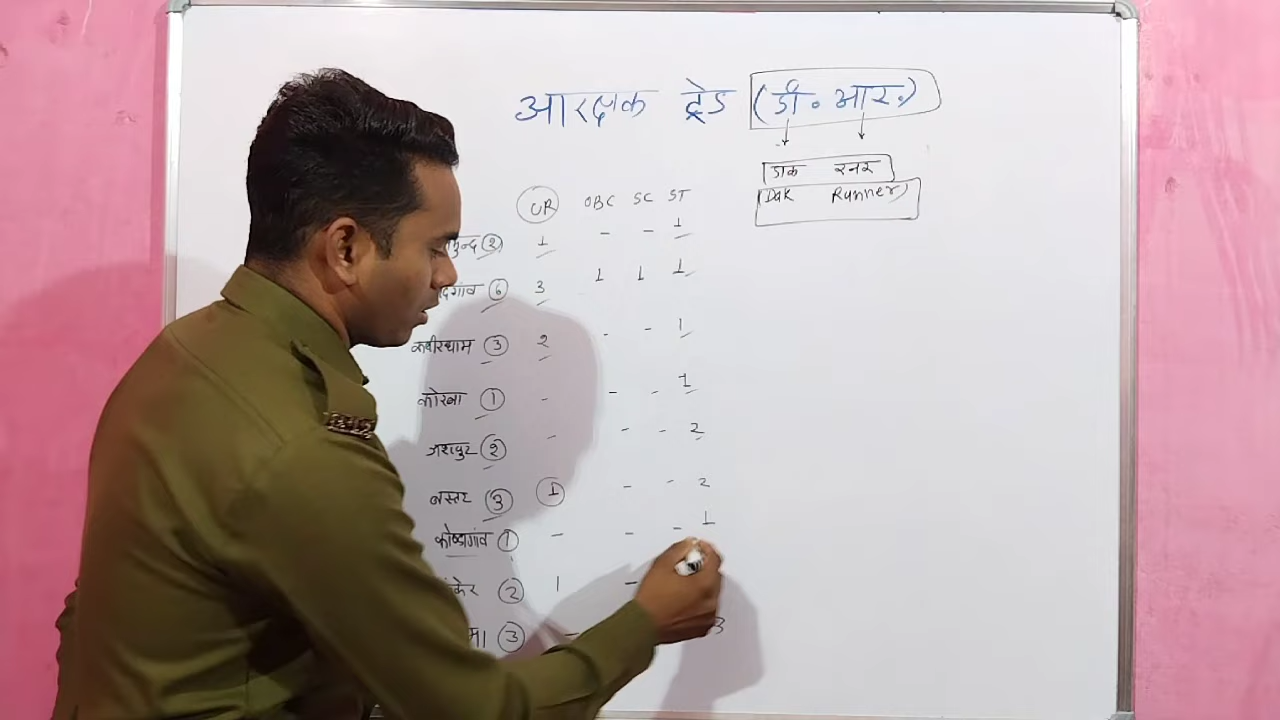 आरक्षक ट्रेड (डी. आर.)
डाक रनर
(Dak Runner)
UR OBC SC ST
(2) 1 - - 1
(6) 3 1 1 1
कबीरधाम (3) 2 - - 1
कोरबा (1) - - - 1
जशपुर (2) - - - 2
बस्तर (3) 1 - - 2
कोण्डागांव (1) - - - 1
(2) 1 -
(3) - 3